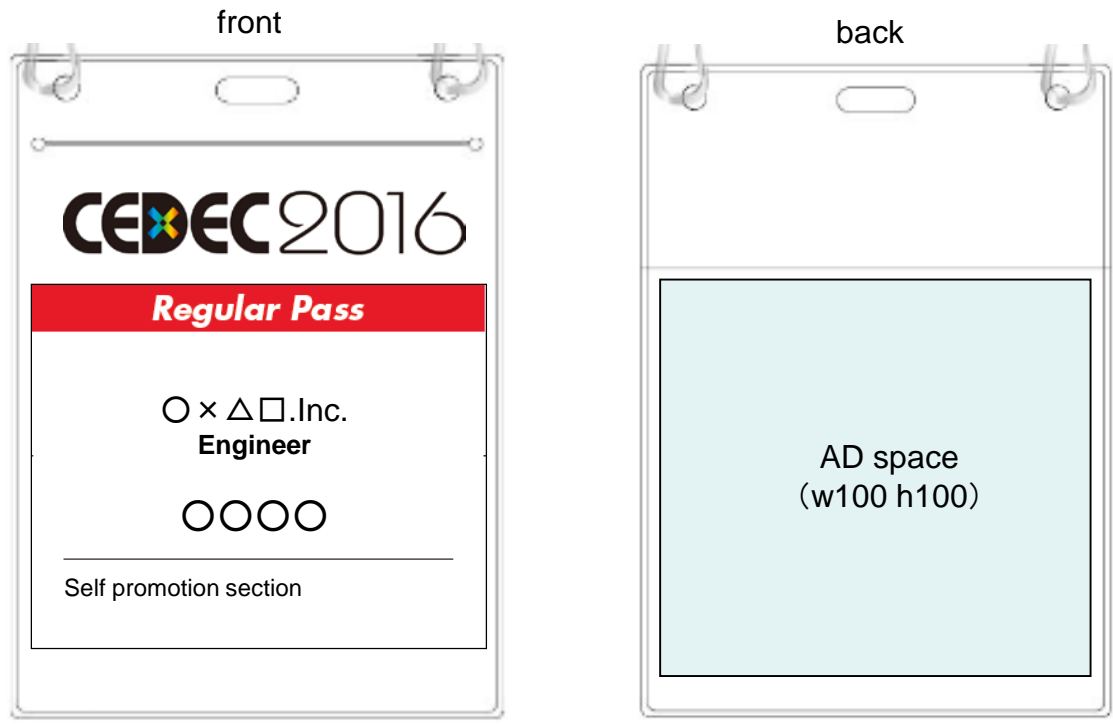 front
CEDEC2016
Regular Pass
○×△□.Inc.
Engineer
○○○○
Self promotion section
back
AD space
（w100 h100）